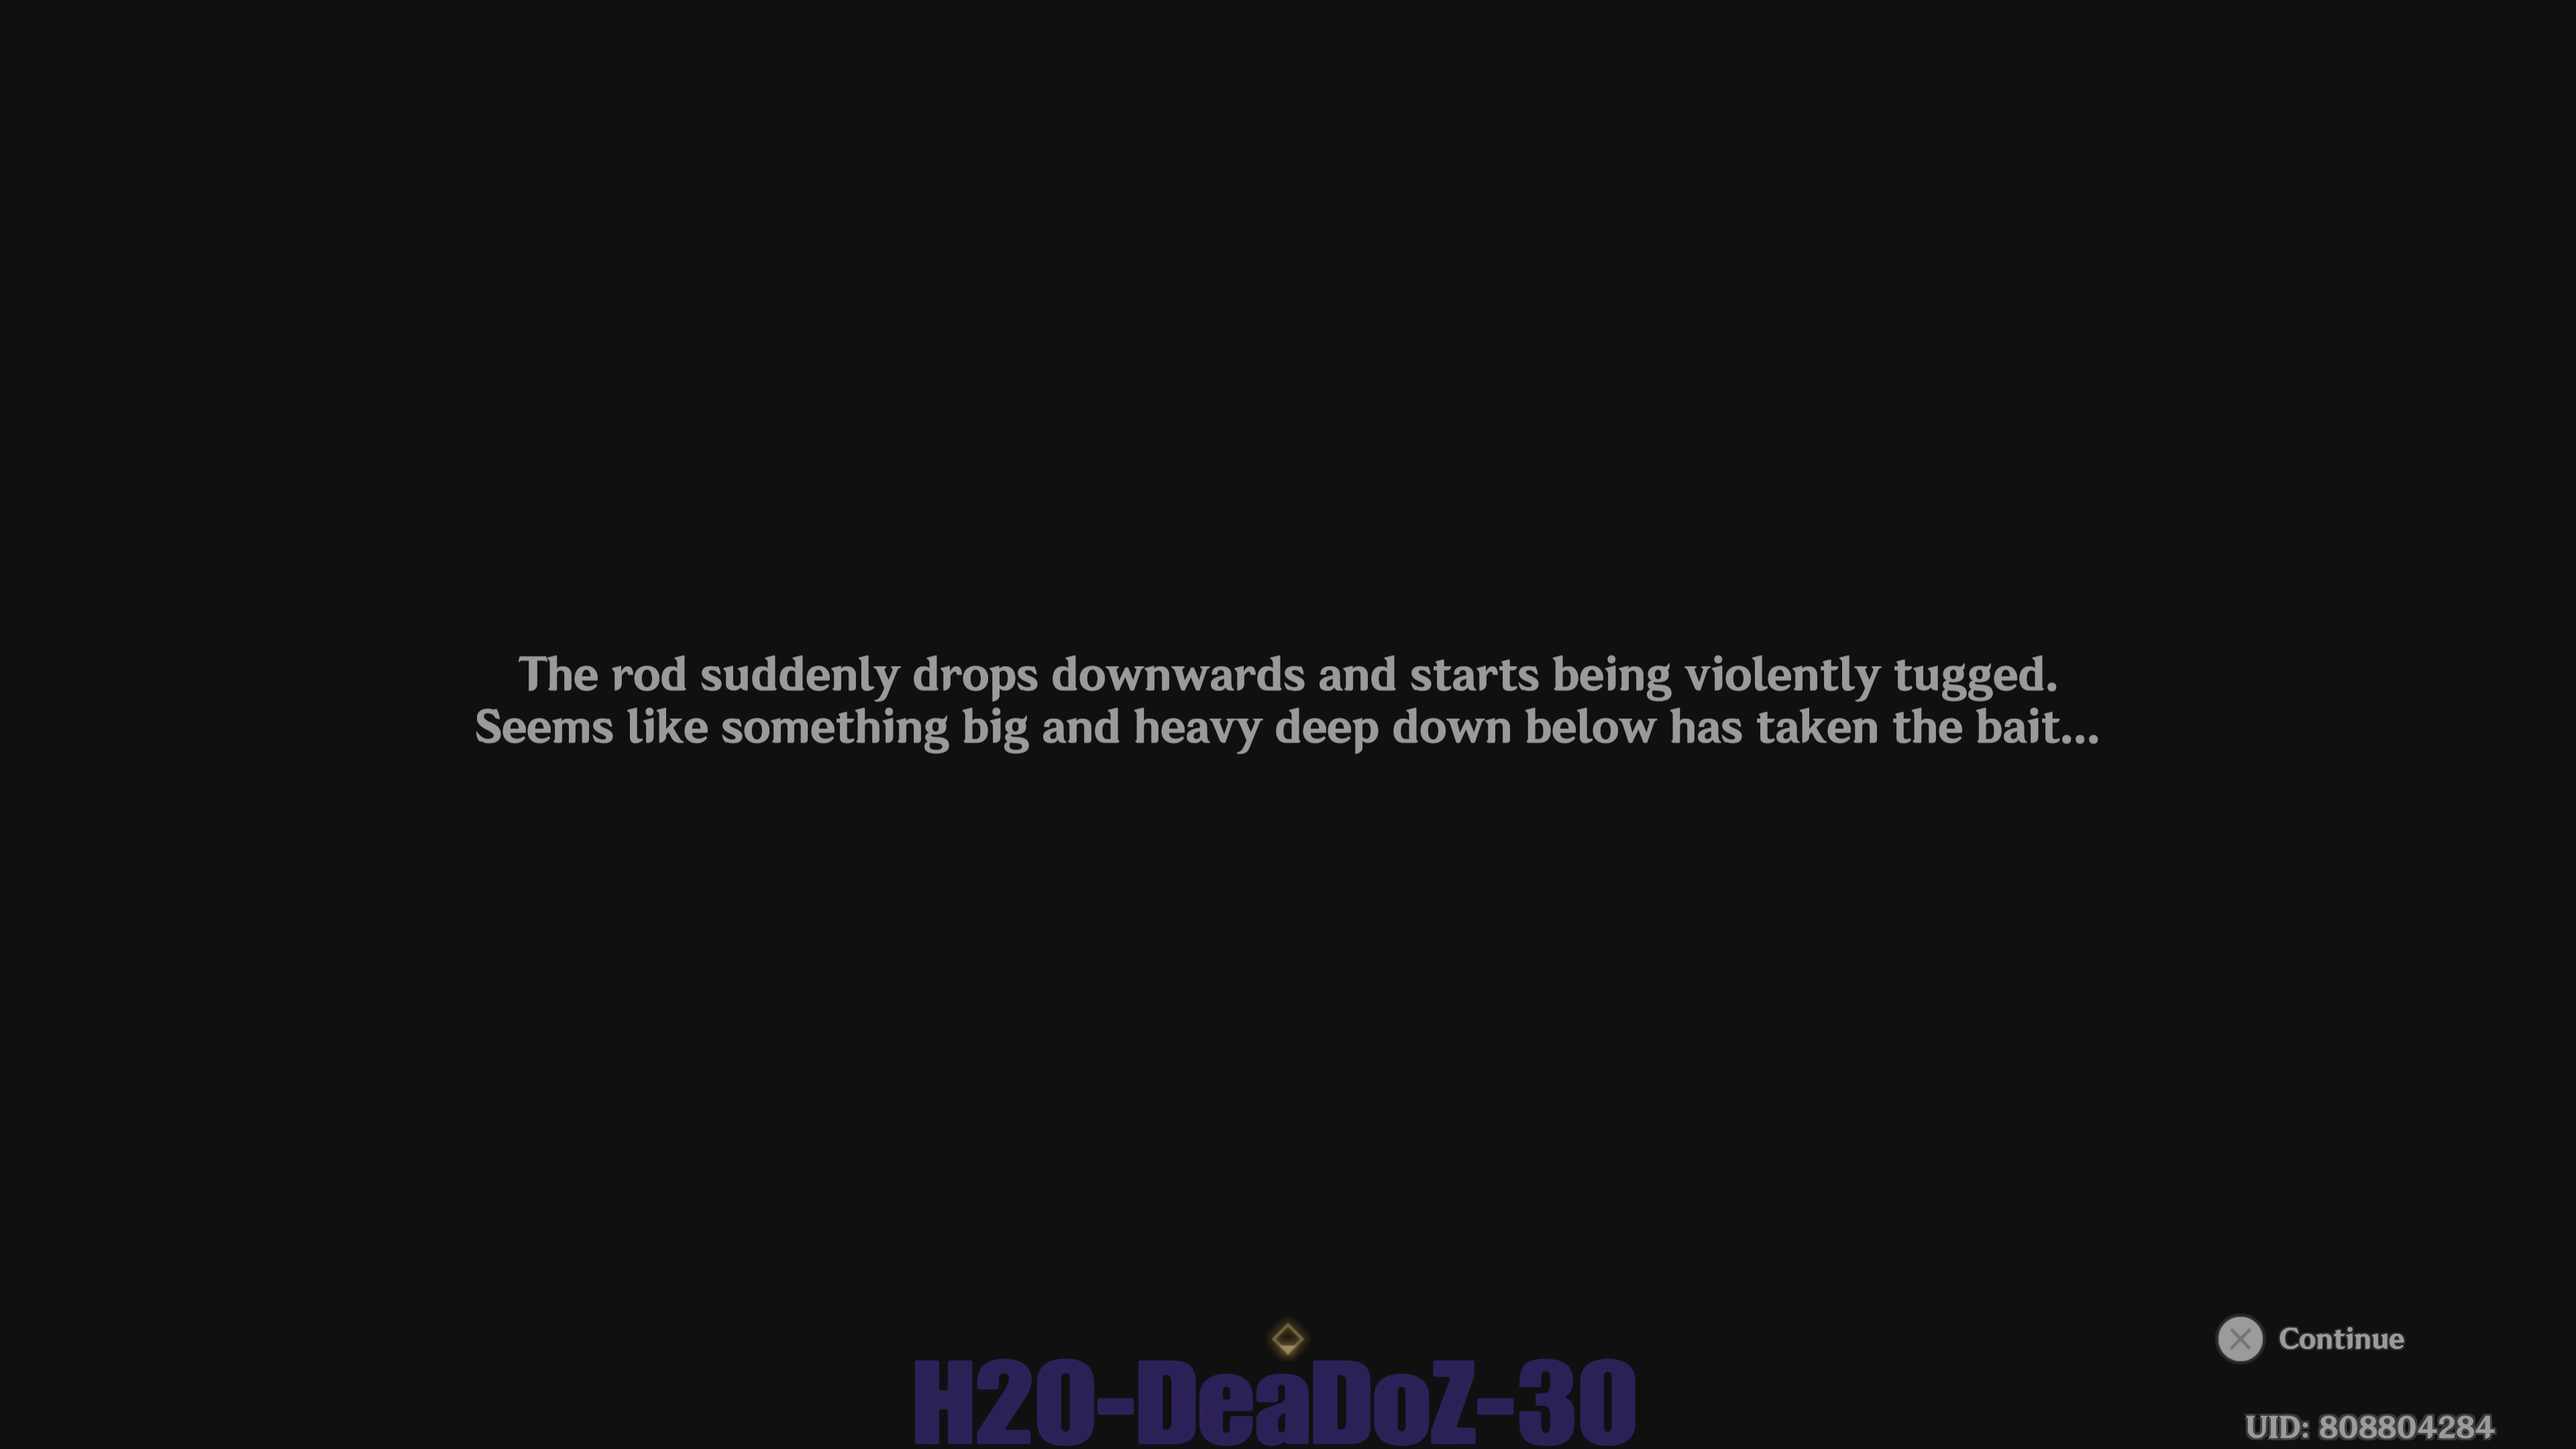 The rod suddenly drops downwards and starts being violently tugged.
Seems like something big and heavy deep down below has taken the bait...
Continue
H2O-DeaDoZ-30
UID: 808804284